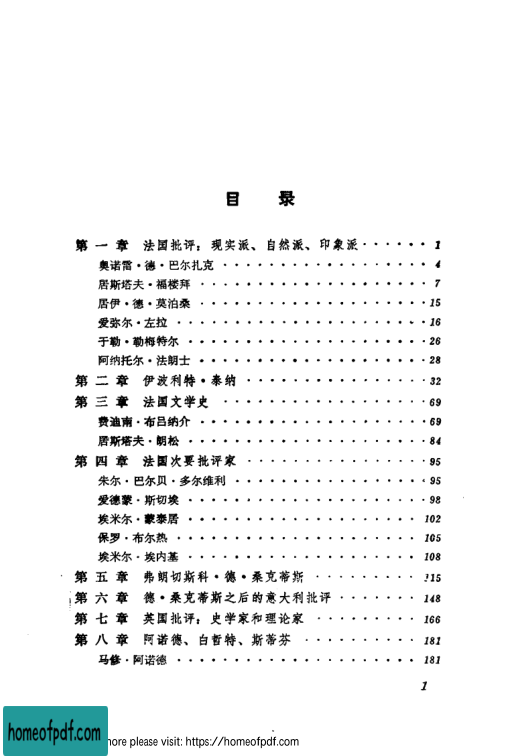 目 录
第一章 法国批评：现实派、自然派、印象派······1
奥诺雷·德·巴尔扎克··················4
居斯塔夫·福楼拜····················7
居伊·德·莫泊桑····················15
爱弥尔·左拉······················16
于勒·勒梅特尔·····················26
阿纳托尔·法朗士····················28
第二章 伊波利特·泰纳················32
第三章 法国文学史··················69
费迪南·布吕纳介····················69
居斯塔夫·朗松·····················84
第四章 法国次要批评家················95
朱尔·巴尔贝·多尔维利·················95
爱德蒙·斯切埃·····················98
埃米尔·蒙泰居·····················102
保罗·布尔热······················105
埃米尔·埃内基·····················108
第五章 弗朗切斯科·德·桑克蒂斯·········115
第六章 德·桑克蒂斯之后的意大利批评·······148
第七章 英国批评：史学家和理论家·········166
第八章 阿诺德、白哲特、斯蒂芬··········181
马修·阿诺德······················181
1
homeofpdf.com
more please visit: https://homeofpdf.com